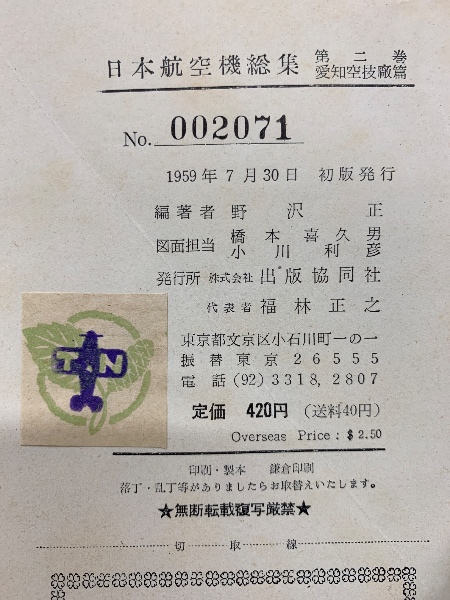 日本航空機総集 第二巻
愛知空技廠篇
No. 002071
1959年7月30日 初版発行
編著者 野沢 正
図面担当 橋本喜久男
小川利彦
発行所 株式会社 出版協同社
代表者 福林正之
東京都文京区小石川町一の一
振替東京26555
電話(92)3318, 2807
定価 420円 (送料40円)
Overseas Price : $ 2.50
印刷・製本 鎌倉印刷
落丁・乱丁等がありましたらお取替えいたします。
★無断転載複写厳禁★
切取線
T N